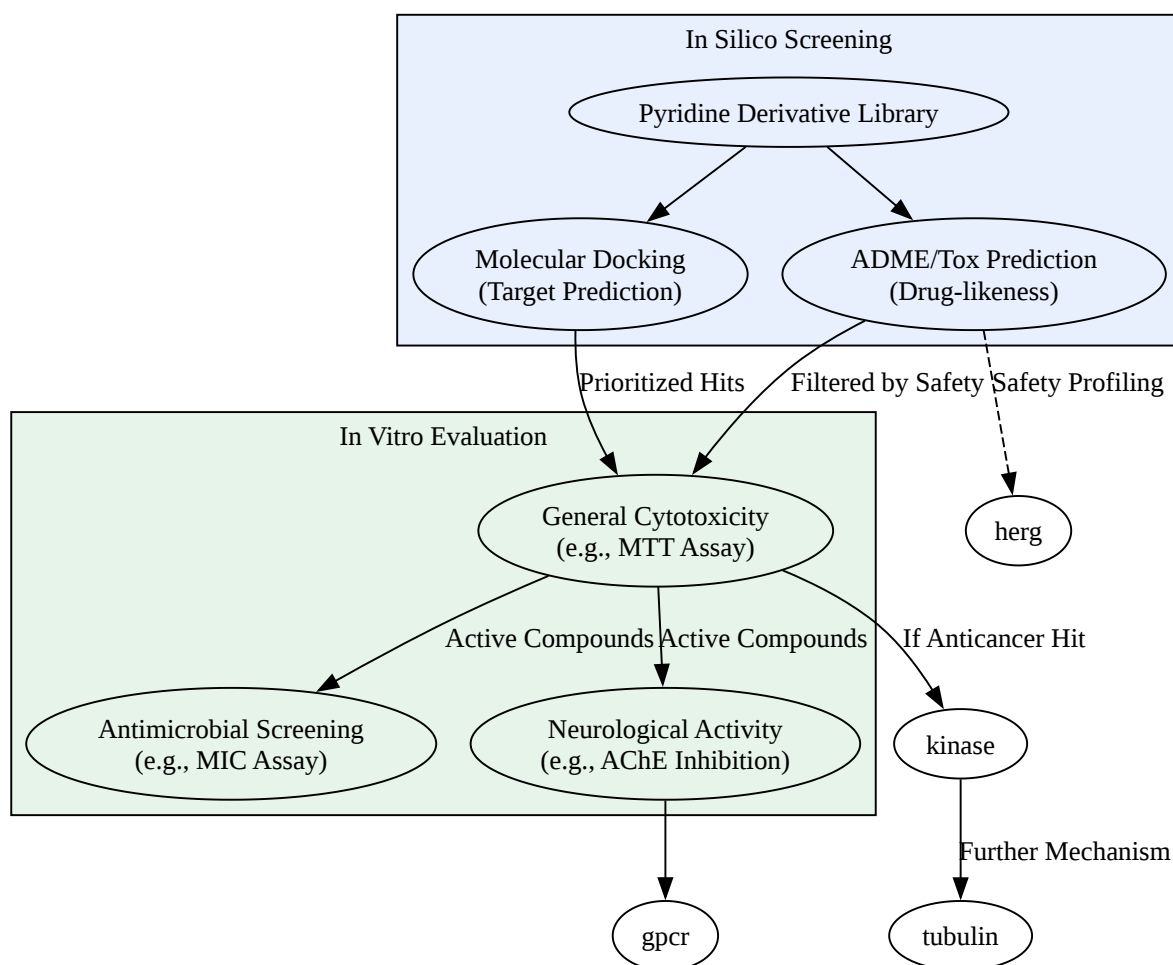 In Silico Screening
Pyridine Derivative Library
Molecular Docking
(Target Prediction)
ADME/Tox Prediction
(Drug-likeness)
Prioritized Hits
Filtered by Safety
Safety Profiling
In Vitro Evaluation
General Cytotoxicity
(e.g., MTT Assay)
herg
Active Compounds
Active Compounds
If Anticancer Hit
Antimicrobial Screening
(e.g., MIC Assay)
Neurological Activity
(e.g., AChE Inhibition)
kinase
Further Mechanism
gpcr
tubulin